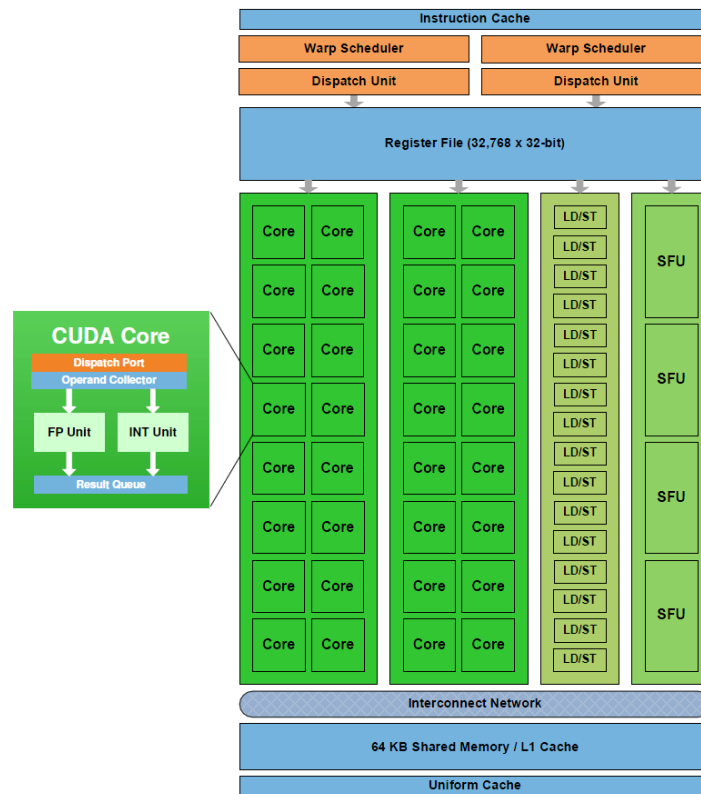 Instruction Cache
Warp Scheduler Warp Scheduler
Dispatch Unit Dispatch Unit
Register File (32,768 x 32-bit)
Core Core Core Core LD/ST
LD/ST
SFU
Core Core Core Core LD/ST
LD/ST
Core Core Core Core LD/ST
LD/ST
SFU
Core Core Core Core LD/ST
LD/ST
Core Core Core Core LD/ST
LD/ST
SFU
Core Core Core Core LD/ST
LD/ST
Core Core Core Core LD/ST
LD/ST
SFU
Core Core Core Core LD/ST
LD/ST
CUDA Core
Dispatch Port
Operand Collector
FP Unit INT Unit
Result Queue
Interconnect Network
64 KB Shared Memory / L1 Cache
Uniform Cache